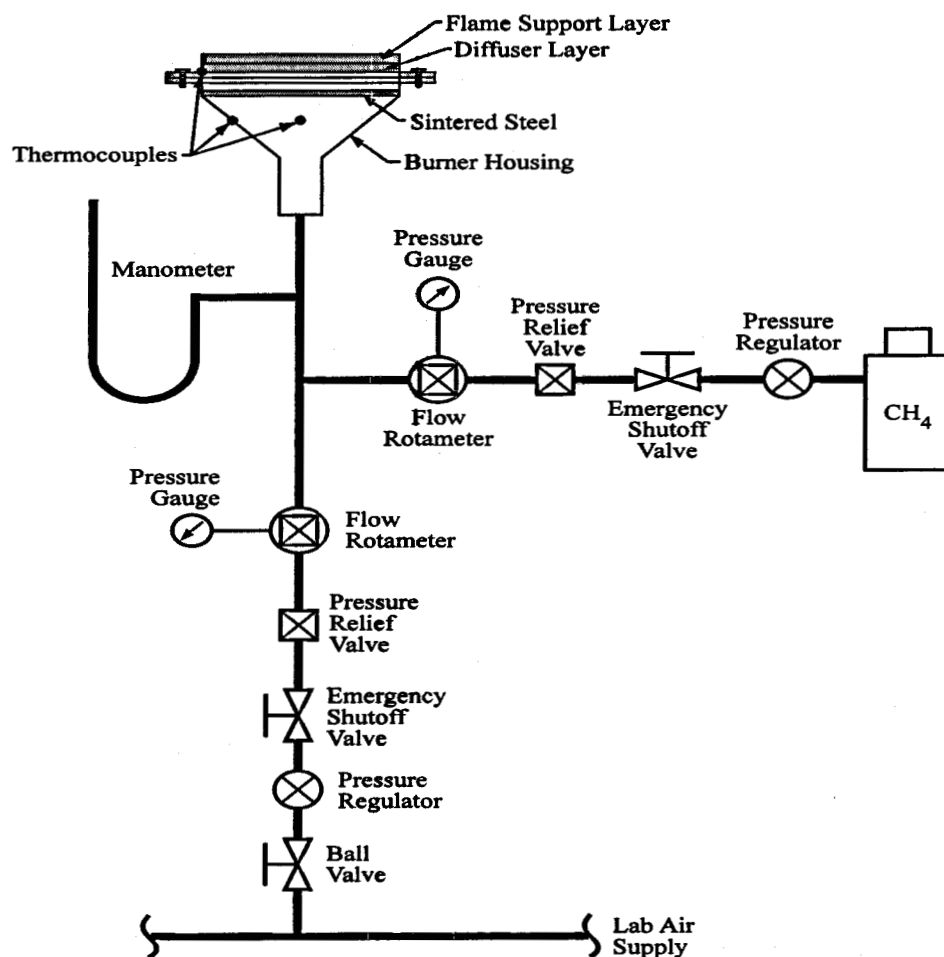 Flame Support Layer
Diffuser Layer
Sintered Steel
Burner Housing
Thermocouples
Manometer
Pressure
Gauge
Pressure
Relief
Valve
Pressure
Regulator
Flow
Rotameter
Emergency
Shutoff
Valve
CH4
Pressure
Gauge
Flow
Rotameter
Pressure
Relief
Valve
Emergency
Shutoff
Valve
Pressure
Regulator
Ball
Valve
Lab Air
Supply